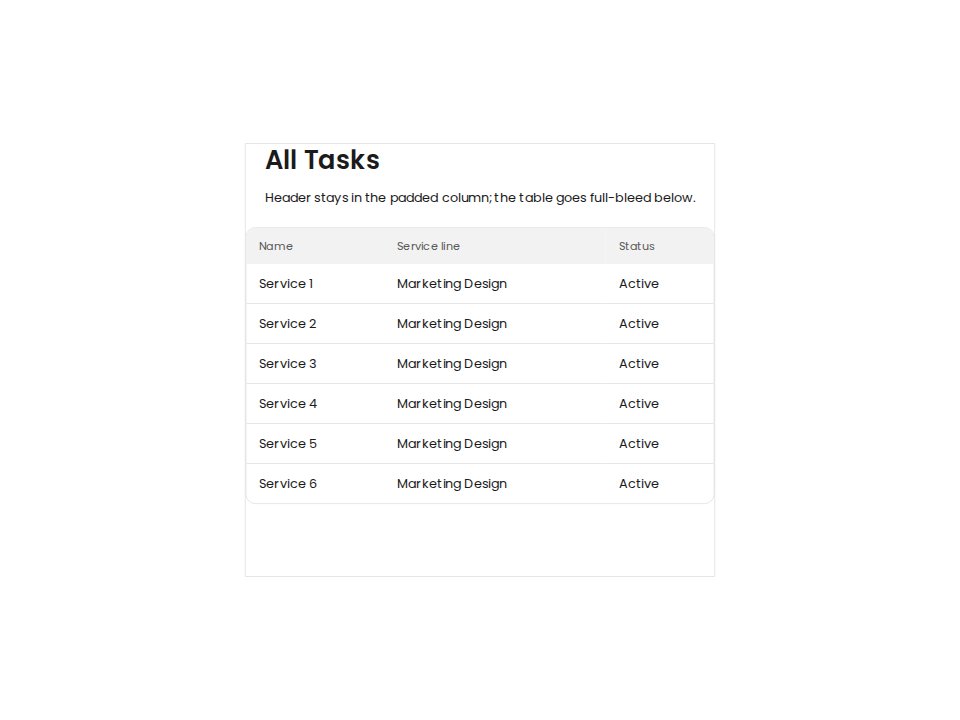 All Tasks
Header stays in the padded column; the table goes full-bleed below.
Name Service line Status
Service 1 Marketing Design Active
Service 2 Marketing Design Active
Service 3 Marketing Design Active
Service 4 Marketing Design Active
Service 5 Marketing Design Active
Service 6 Marketing Design Active